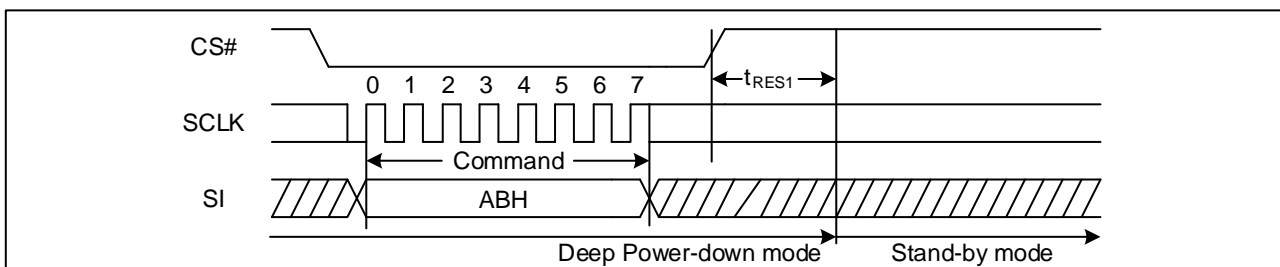 CS#
tRES1
0 1 2 3 4 5 6 7
SCLK
Command
SI
ABH
Deep Power-down mode
Stand-by mode